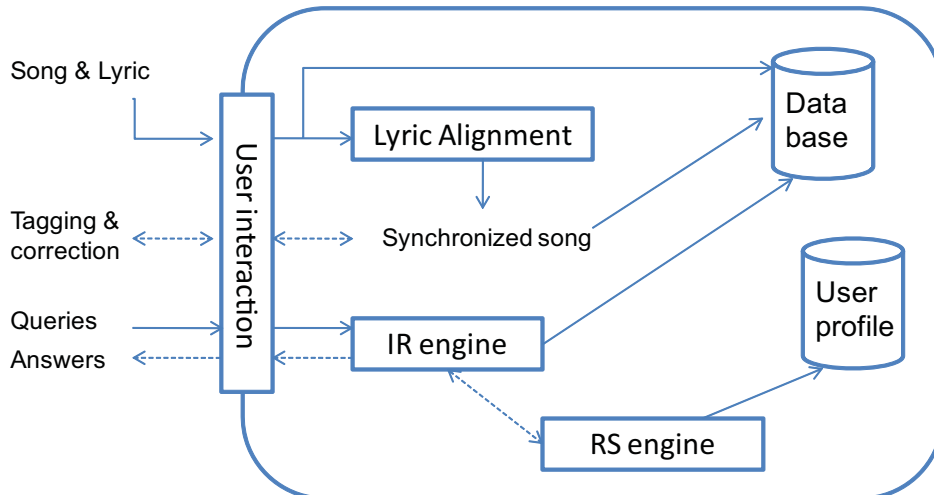 Song & Lyric
User interaction
Lyric Alignment
Data
base
Tagging &
correction
Synchronized song
User
profile
Queries
Answers
IR engine
RS engine